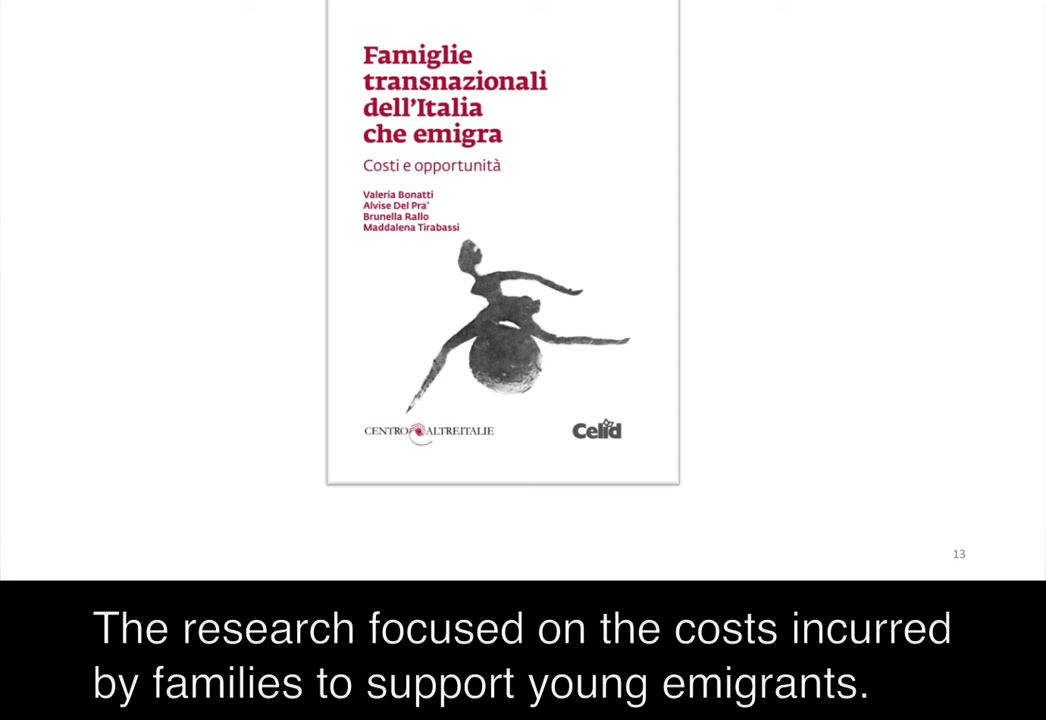 Famiglie
transnazionali
dell'Italia
che emigra
Costi e opportunità
Valeria Bonatti
Alvise Del Pra'
Brunella Rallo
Maddalena Tirabassi
CENTRO ALTREITALIE
Celid
13
The research focused on the costs incurred
by families to support young emigrants.